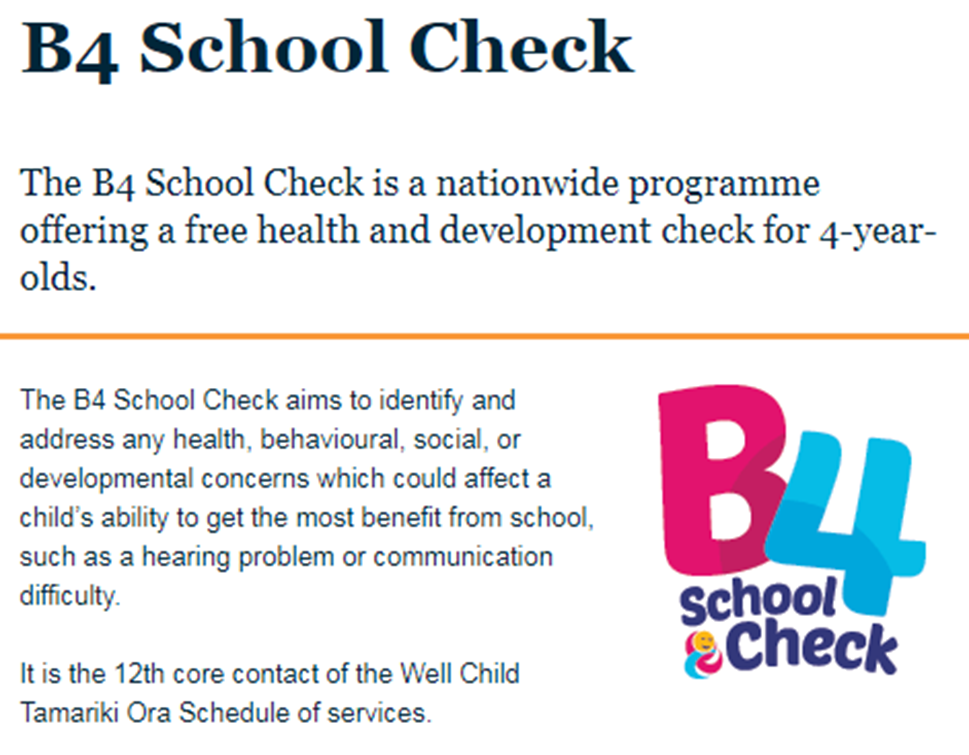 B4 School Check
The B4 School Check is a nationwide programme
offering a free health and development check for 4-year-
olds.
The B4 School Check aims to identify and
address any health, behavioural, social, or
developmental concerns which could affect a
child's ability to get the most benefit from school,
such as a hearing problem or communication
difficulty.
It is the 12th core contact of the Well Child
Tamariki Ora Schedule of services.
B4
school
Check